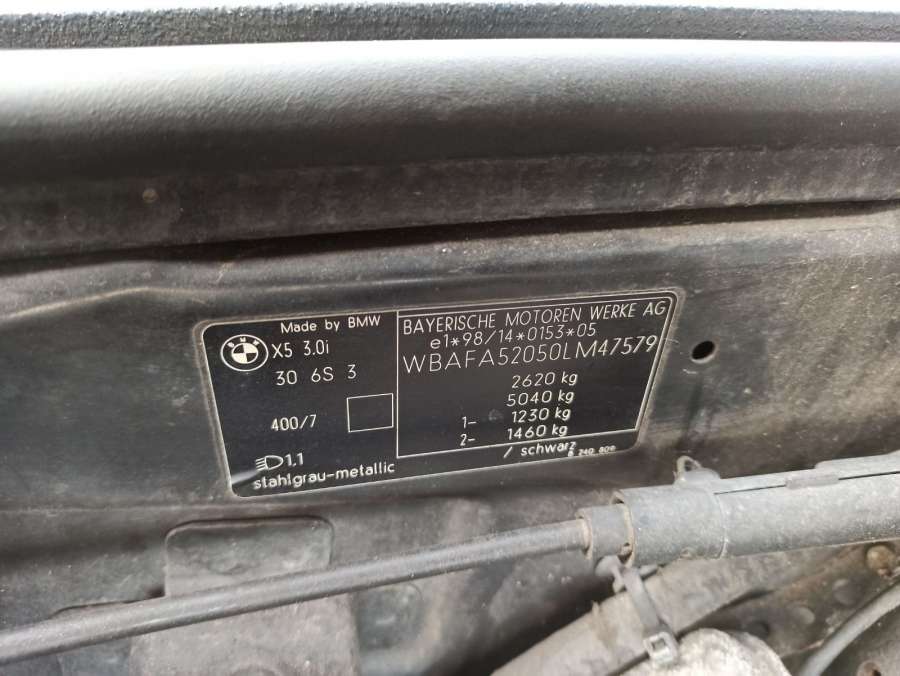 Made by BMW
BMW
X5 3.0i
30 6S 3
400/7
1.1
stahlgrau-metallic
BAYERISCHE MOTOREN WERKE AG
e1*98/14*0153*05
WBAFA52050LM47579
2620 kg
5040 kg
1- 1230 kg
2- 1460 kg
/ schwarz